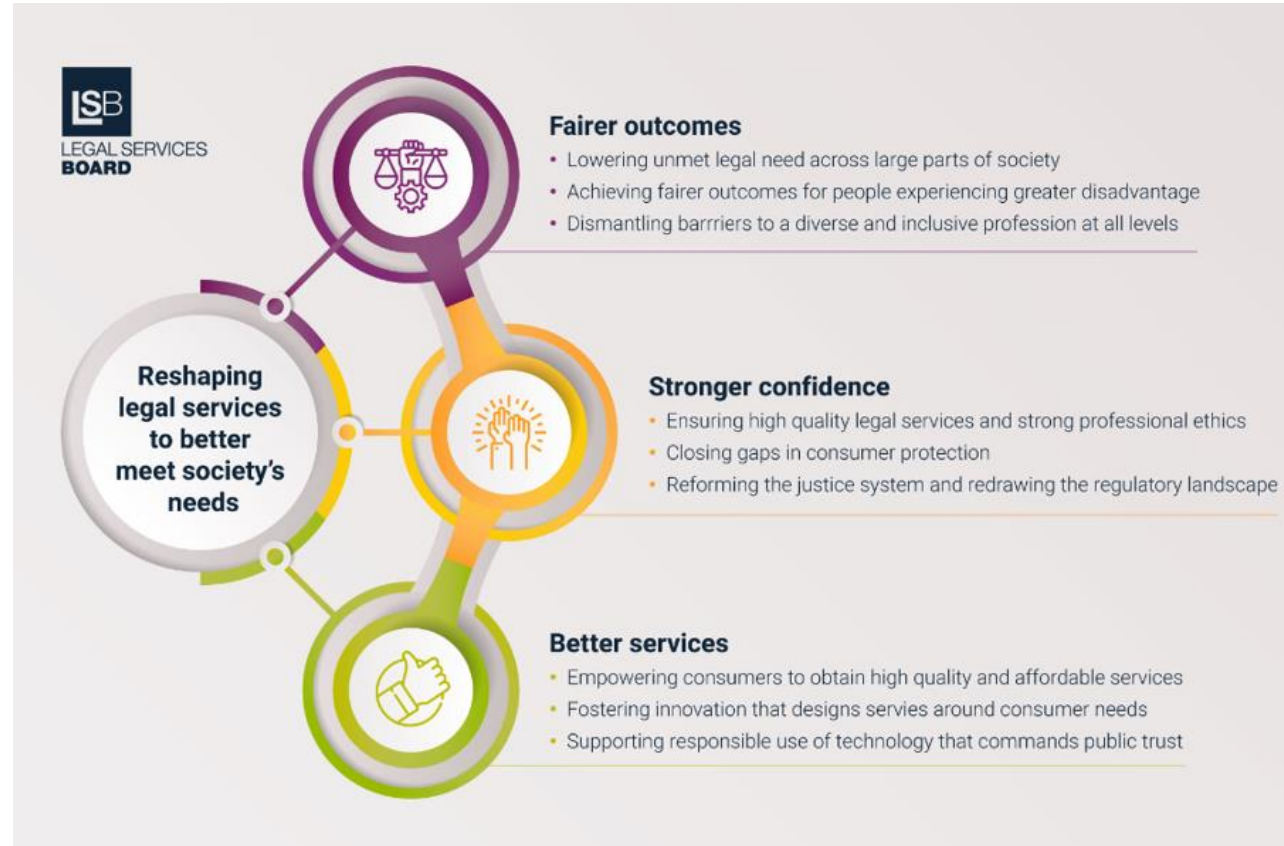 LSB
LEGAL SERVICES
BOARD
Fairer outcomes
• Lowering unmet legal need across large parts of society
• Achieving fairer outcomes for people experiencing greater disadvantage
• Dismantling barrriers to a diverse and inclusive profession at all levels
Reshaping
legal services
to better
meet society's
needs
Stronger confidence
• Ensuring high quality legal services and strong professional ethics
• Closing gaps in consumer protection
• Reforming the justice system and redrawing the regulatory landscape
Better services
• Empowering consumers to obtain high quality and affordable services
• Fostering innovation that designs servies around consumer needs
• Supporting responsible use of technology that commands public trust